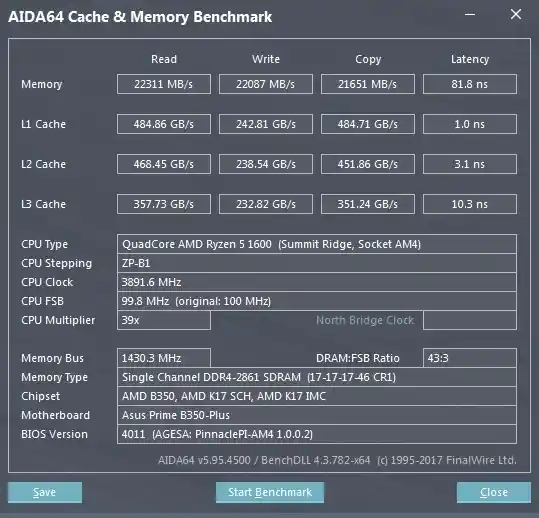 AIDA64 Cache & Memory Benchmark
Read Write Copy Latency
Memory 22311 MB/s 22087 MB/s 21651 MB/s 81.8 ns
L1 Cache 484.86 GB/s 242.81 GB/s 484.71 GB/s 1.0 ns
L2 Cache 468.45 GB/s 238.54 GB/s 451.86 GB/s 3.1 ns
L3 Cache 357.73 GB/s 232.82 GB/s 351.24 GB/s 10.3 ns
CPU Type QuadCore AMD Ryzen 5 1600 (Summit Ridge, Socket AM4)
CPU Stepping ZP-B1
CPU Clock 3891.6 MHz
CPU FSB 99.8 MHz (original: 100 MHz)
CPU Multiplier 39x North Bridge Clock
Memory Bus 1430.3 MHz DRAM:FSB Ratio 43:3
Memory Type Single Channel DDR4-2861 SDRAM (17-17-17-46 CR1)
Chipset AMD B350, AMD K17 SCH, AMD K17 IMC
Motherboard Asus Prime B350-Plus
BIOS Version 4011 (AGESA: PinnaclePI-AM4 1.0.0.2)
AIDA64 v5.95.4500 / BenchDLL 4.3.782-x64 (c) 1995-2017 FinalWire Ltd.
Save Start Benchmark Close